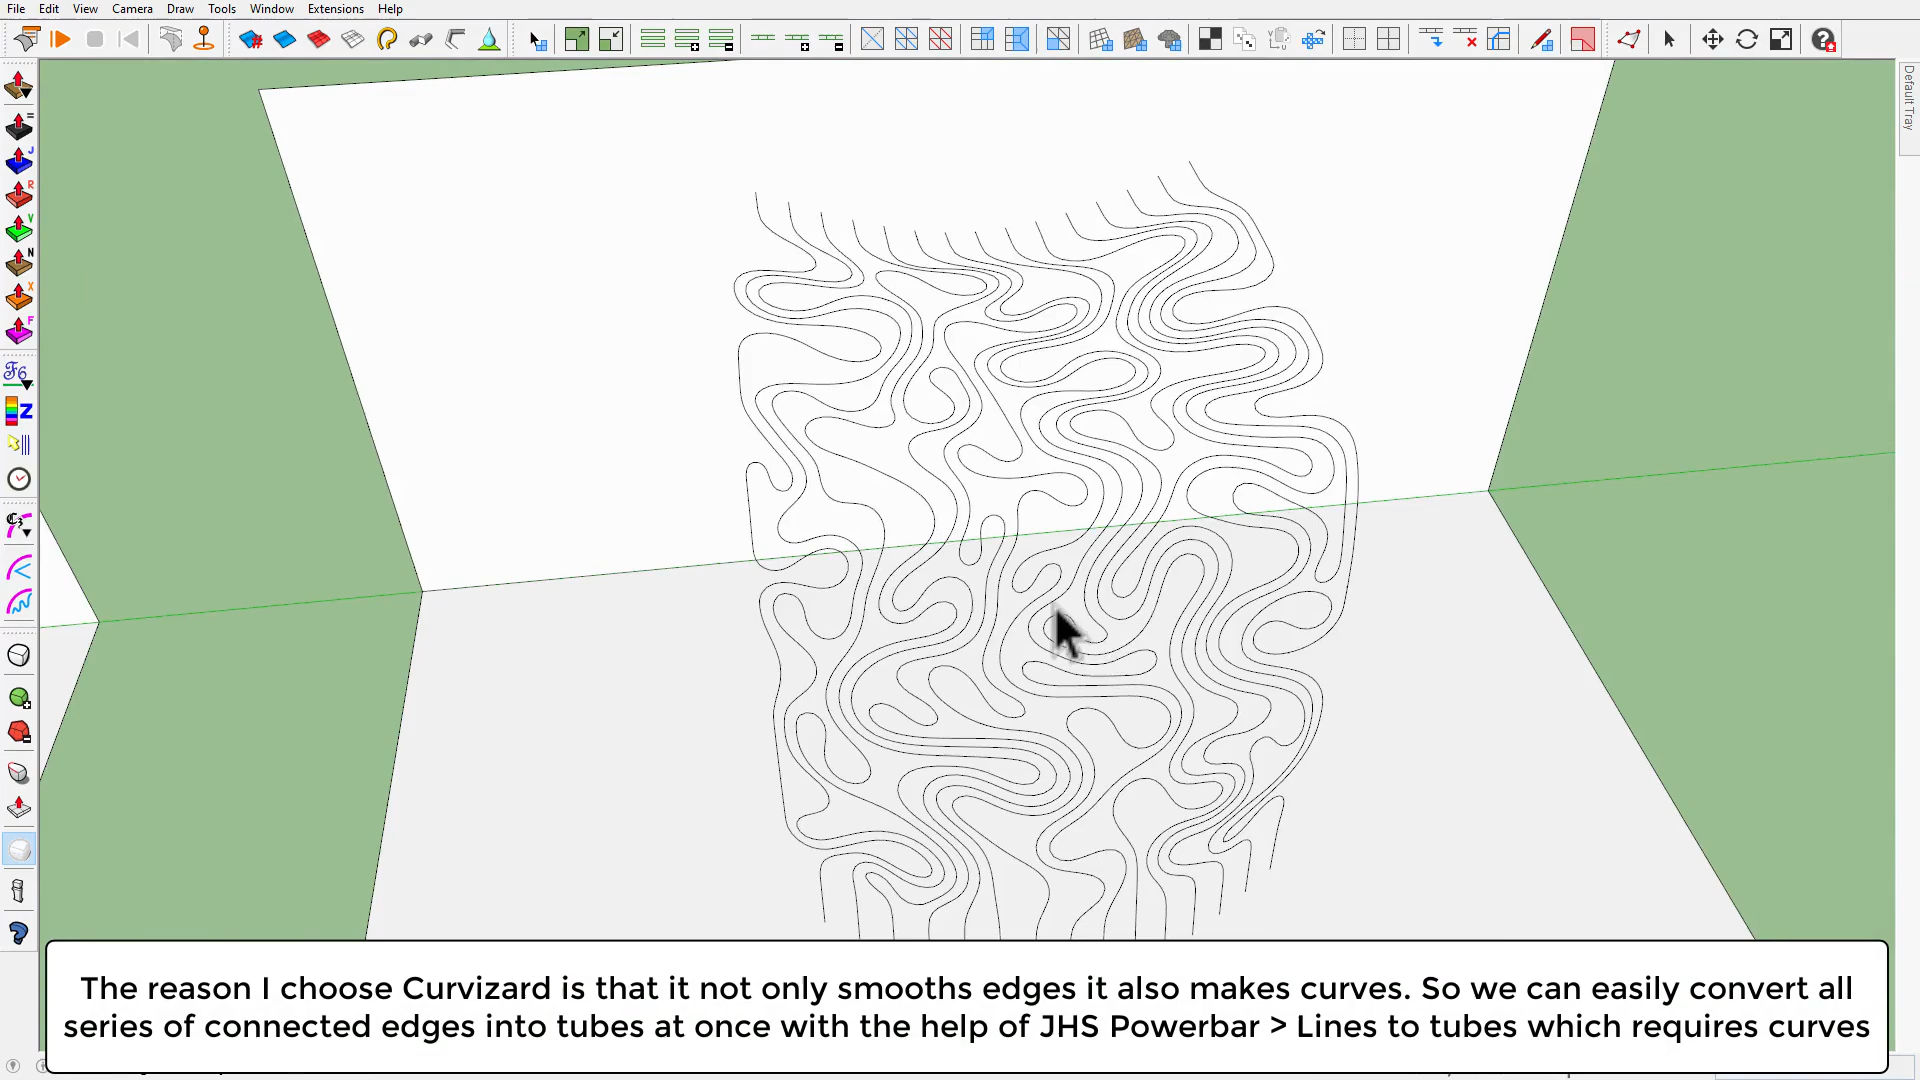 File Edit View Camera Draw Tools Window Extensions Help
Default Tray
=
J
R
V
N
X
F
F6
Z
The reason I choose Curvizard is that it not only smooths edges it also makes curves. So we can easily convert all
series of connected edges into tubes at once with the help of JHS Powerbar > Lines to tubes which requires curves